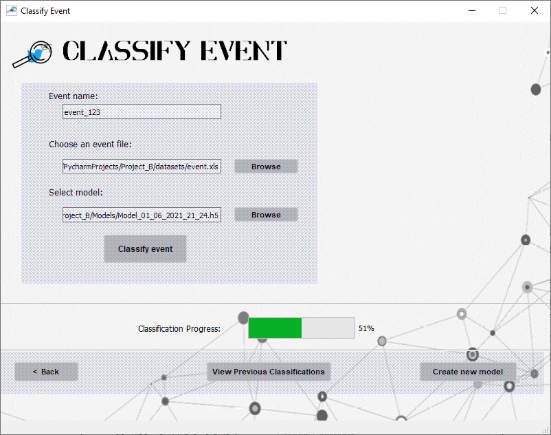 Classify Event
CLASSIFY EVENT
Event name:
event_123
Choose an event file:
PycharmProjects/Project_B/datasets/event.xls
Browse
Select model:
roject_B/Models/Model_01_06_2021_21_24.h5
Browse
Classify event
Classification Progress:
51%
< Back
View Previous Classifications
Create new model